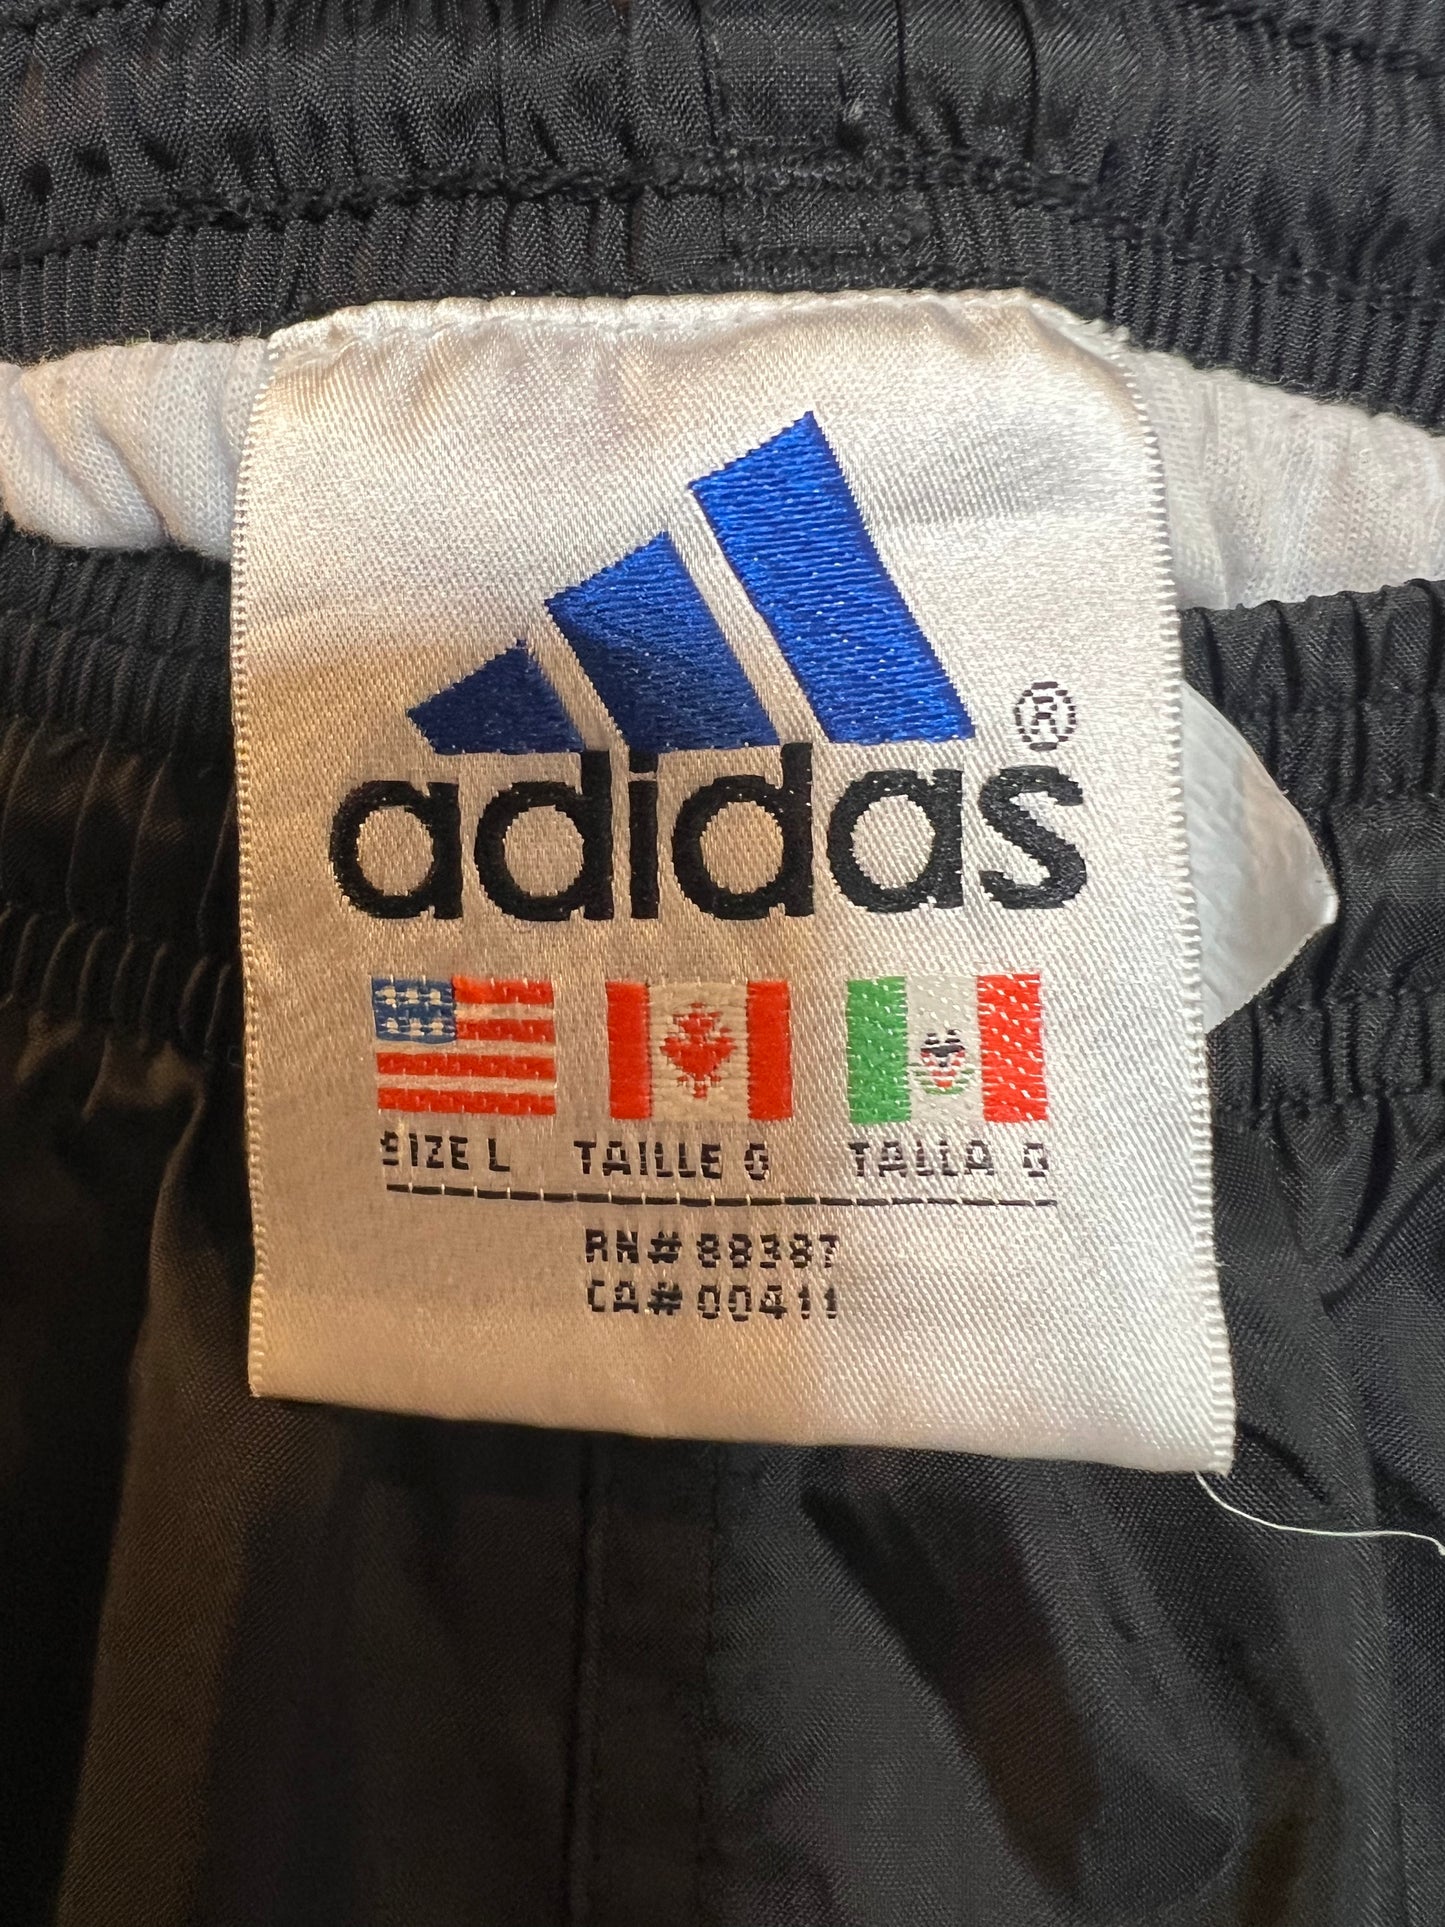 ®
adidas
SIZE L TAILLE G TALLA G
RN# 88387
CA# 00411